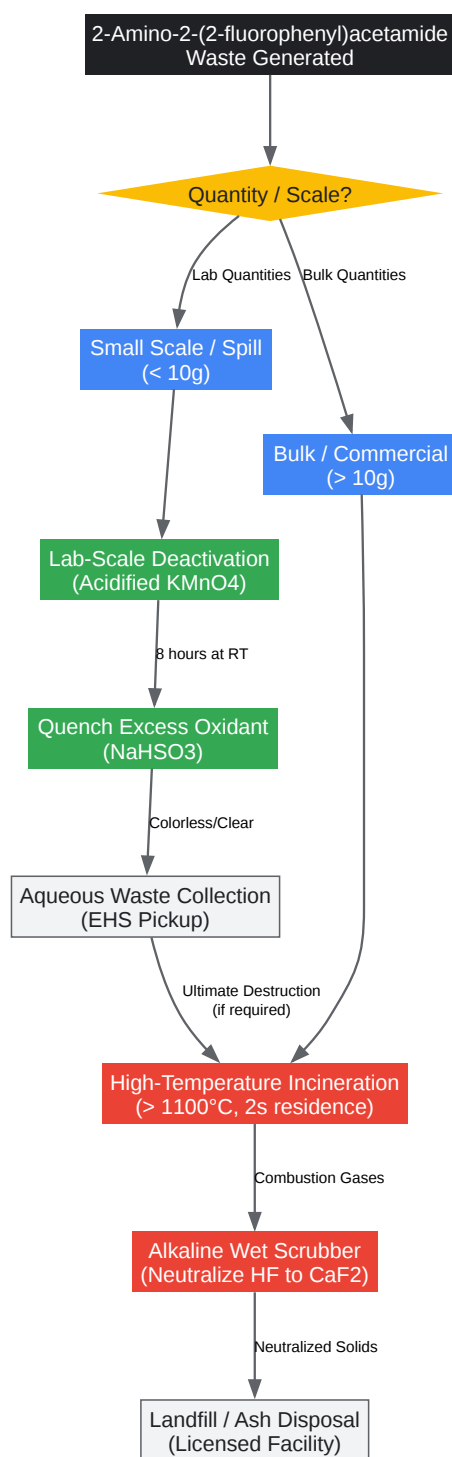 2-Amino-2-(2-fluorophenyl)acetamide
Waste Generated
Quantity / Scale?
Lab Quantities
Bulk Quantities
Small Scale / Spill
(< 10g)
Bulk / Commercial
(> 10g)
Lab-Scale Deactivation
(Acidified KMnO4)
8 hours at RT
Quench Excess Oxidant
(NaHSO3)
Colorless/Clear
Aqueous Waste Collection
(EHS Pickup)
Ultimate Destruction
(if required)
High-Temperature Incineration
(> 1100°C, 2s residence)
Combustion Gases
Alkaline Wet Scrubber
(Neutralize HF to CaF2)
Neutralized Solids
Landfill / Ash Disposal
(Licensed Facility)